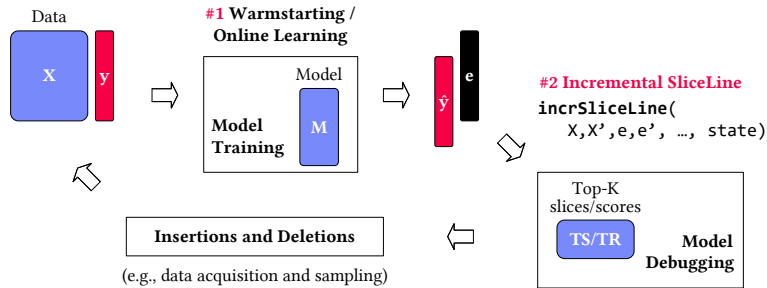 Data
X
y
#1 Warmstarting /
Online Learning
Model
Model
Training
M
ŷ
e
#2 Incremental SliceLine
incrSliceLine(
X,X’,e,e’, …, state)
Top-K
slices/scores
TS/TR
Model
Debugging
Insertions and Deletions
(e.g., data acquisition and sampling)